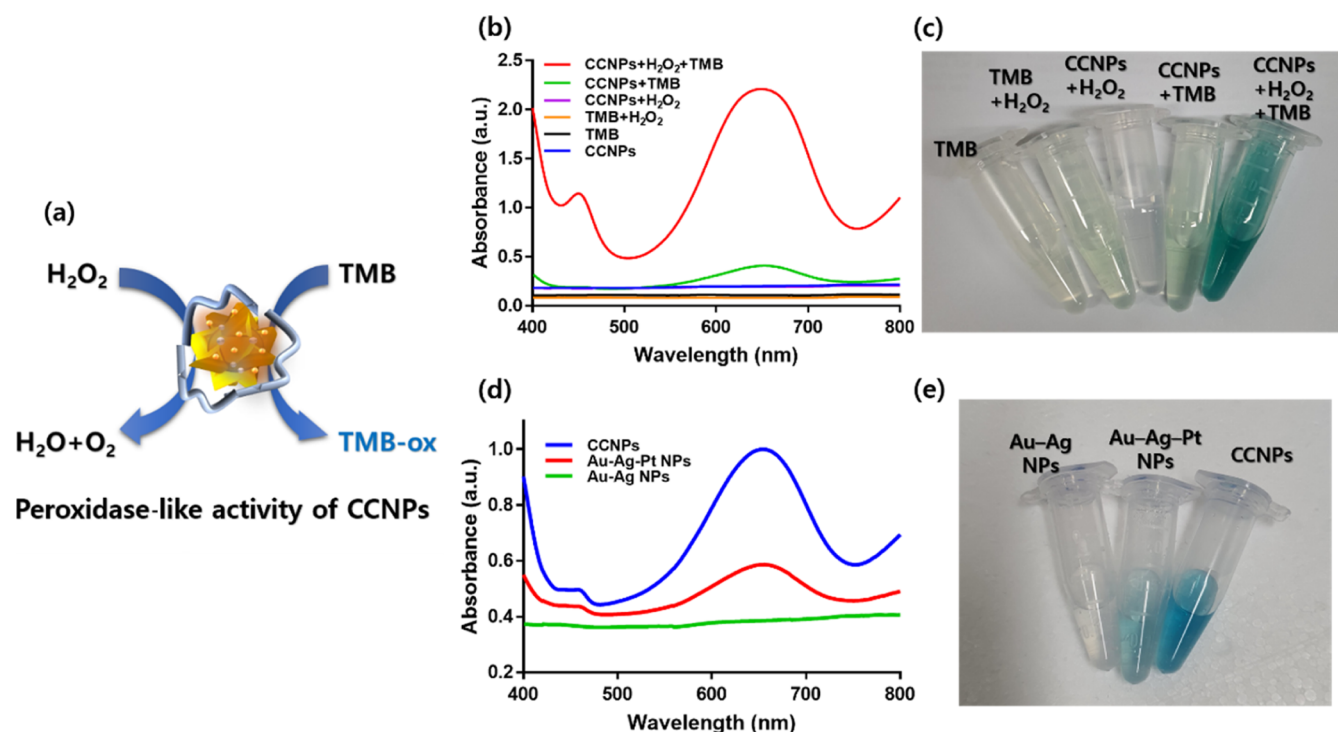 (a)
H₂O₂
TMB
H₂O+O₂
TMB-ox
Peroxidase-like activity of CCNPs
(b)
Absorbance (a.u.)
2.5
2.0
1.5
1.0
0.5
0.0
CCNPs+H₂O₂+TMB
CCNPs+TMB
CCNPs+H₂O₂
TMB+H₂O₂
TMB
CCNPs
400
500
600
700
800
Wavelength (nm)
(c)
TMB
TMB
+H₂O₂
CCNPs
+H₂O₂
CCNPs
+TMB
CCNPs
+H₂O₂
+TMB
(d)
Absorbance (a.u.)
1.0
0.8
0.6
0.4
0.2
CCNPs
Au-Ag-Pt NPs
Au-Ag NPs
400
500
600
700
800
Wavelength (nm)
(e)
Au–Ag
NPs
Au–Ag–Pt
NPs
CCNPs